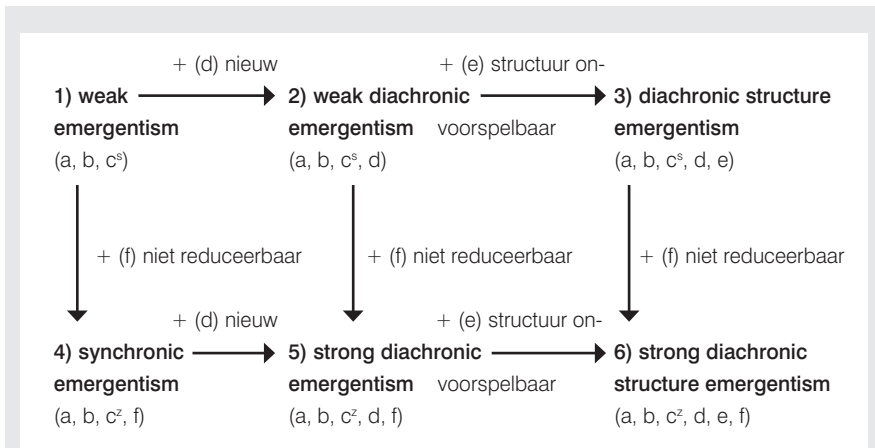 + (d) nieuw
+ (e) structuur on-
1) weak
2) weak diachronic
3) diachronic structure
emergentism
emergentism voorspelbaar
emergentism
(a, b, cˢ)
(a, b, cˢ, d)
(a, b, cˢ, d, e)
+ (f) niet reduceerbaar
+ (f) niet reduceerbaar
+ (f) niet reduceerbaar
+ (d) nieuw
+ (e) structuur on-
4) synchronic
5) strong diachronic
6) strong diachronic
emergentism
emergentism voorspelbaar
structure emergentism
(a, b, cᶻ, f)
(a, b, cᶻ, d, f)
(a, b, cᶻ, d, e, f)